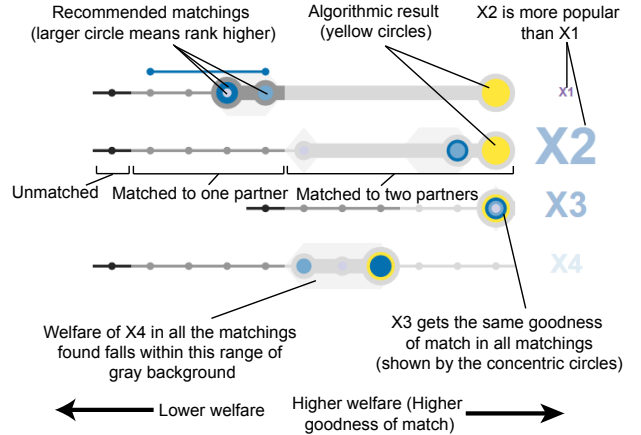 Recommended matchings
(larger circle means rank higher)
Algorithmic result
(yellow circles)
X2 is more popular
than X1
X1
X2
Unmatched
Matched to one partner
Matched to two partners
X3
X4
Welfare of X4 in all the matchings
found falls within this range of
gray background
X3 gets the same goodness
of match in all matchings
(shown by the concentric circles)
Lower welfare
Higher welfare (Higher
goodness of match)